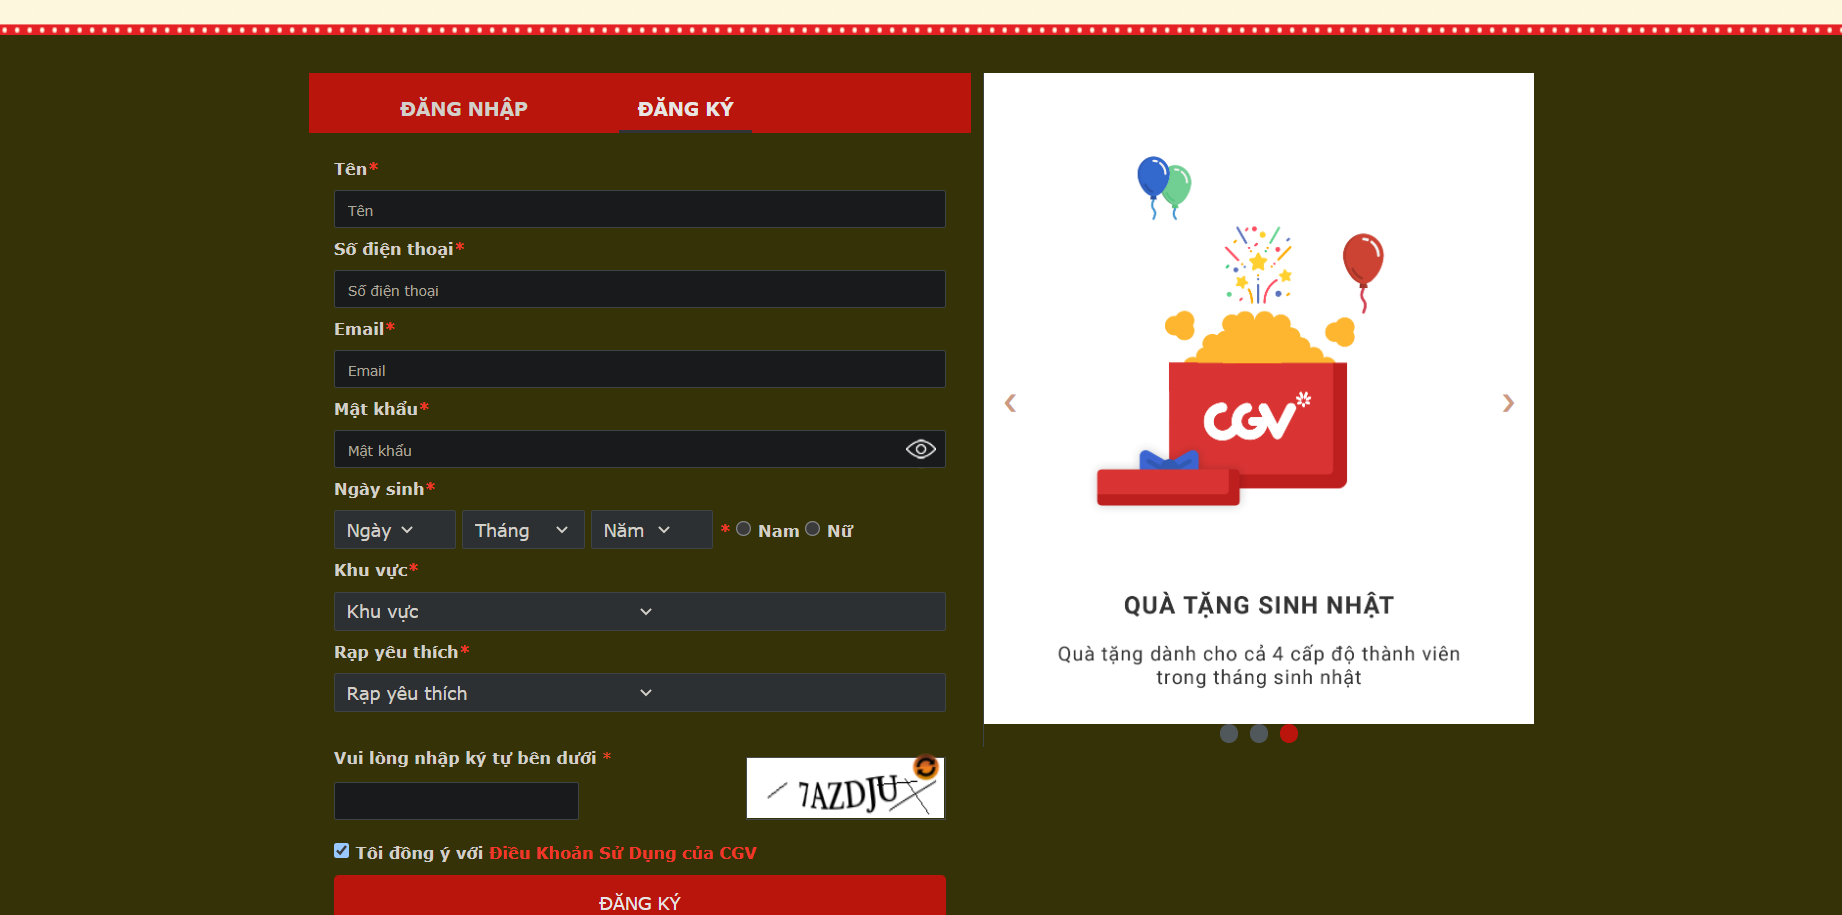 ĐĂNG NHẬP
ĐĂNG KÝ
Tên*
Tên
Số điện thoại*
Số điện thoại
Email*
Email
Mật khẩu*
Mật khẩu
Ngày sinh*
Ngày
Tháng
Năm
* Nam Nữ
Khu vực*
Khu vực
Rạp yêu thích*
Rạp yêu thích
Vui lòng nhập ký tự bên dưới *
7AZDJU
Tôi đồng ý với Điều Khoản Sử Dụng của CGV
ĐĂNG KÝ
CGV
QUÀ TẶNG SINH NHẬT
Quà tặng dành cho cả 4 cấp độ thành viên
trong tháng sinh nhật